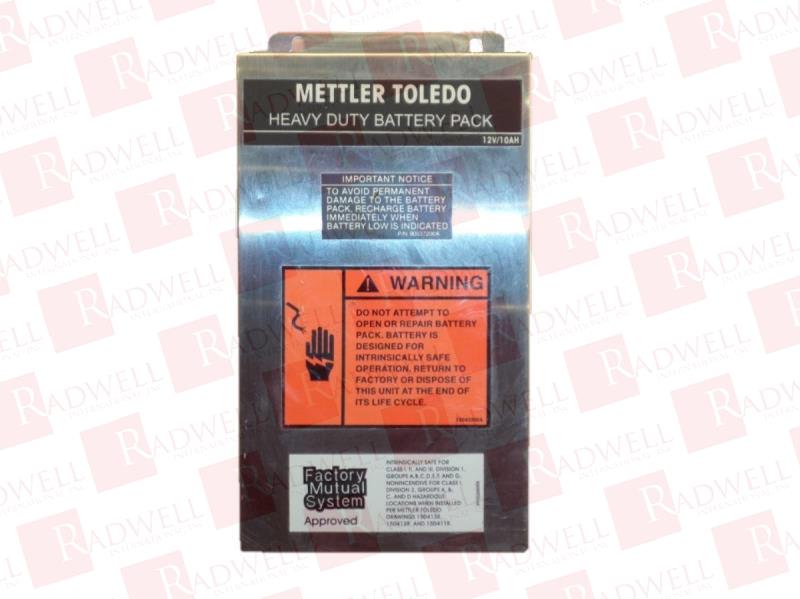 METTLER TOLEDO
HEAVY DUTY BATTERY PACK
12V/10AH
IMPORTANT NOTICE
TO AVOID PERMANENT
DAMAGE TO THE BATTERY
PACK, RECHARGE BATTERY
IMMEDIATELY WHEN
BATTERY LOW IS INDICATED
P/N
WARNING
DO NOT ATTEMPT TO
OPEN OR REPAIR BATTERY
PACK. BATTERY IS
DESIGNED FOR
INTRINSICALLY SAFE
OPERATION. RETURN TO
FACTORY OR DISPOSE OF
THIS UNIT AT THE END OF
ITS LIFE CYCLE.
Factory
Mutual
System
Approved
INTRINSICALLY SAFE FOR
CLASS I, II, AND III, DIVISION 1,
GROUPS A,B,C,D,E,F, AND G.
NONINCENDIVE FOR CLASS I,
DIVISION 2, GROUPS A, B,
C, AND D HAZARDOUS
LOCATIONS WHEN INSTALLED
PER METTLER TOLEDO
DRAWINGS
RADWELL
INTERNATIONAL, INC.